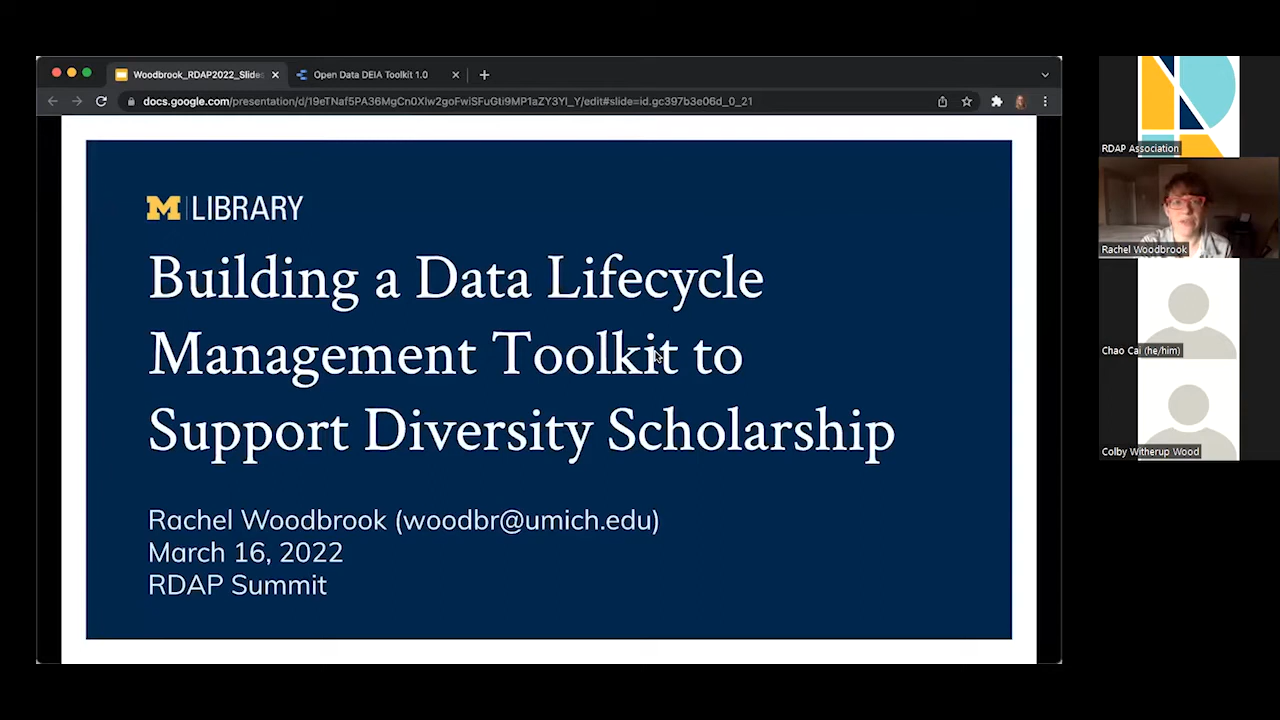 Woodbrook_RDAP2022_Slides
Open Data DEIA Toolkit 1.0
docs.google.com/presentation/d/19eTNaf5PA36MgCn0Xlw2goFwiSFuGti9MP1aZY3Yl_Y/edit#slide=id.gc397b3e06d_0_21
M LIBRARY
Building a Data Lifecycle
Management Toolkit to
Support Diversity Scholarship
Rachel Woodbrook (woodbr@umich.edu)
March 16, 2022
RDAP Summit
RDAP Association
Rachel Woodbrook
Chao Cai (he/him)
Colby Witherup Wood